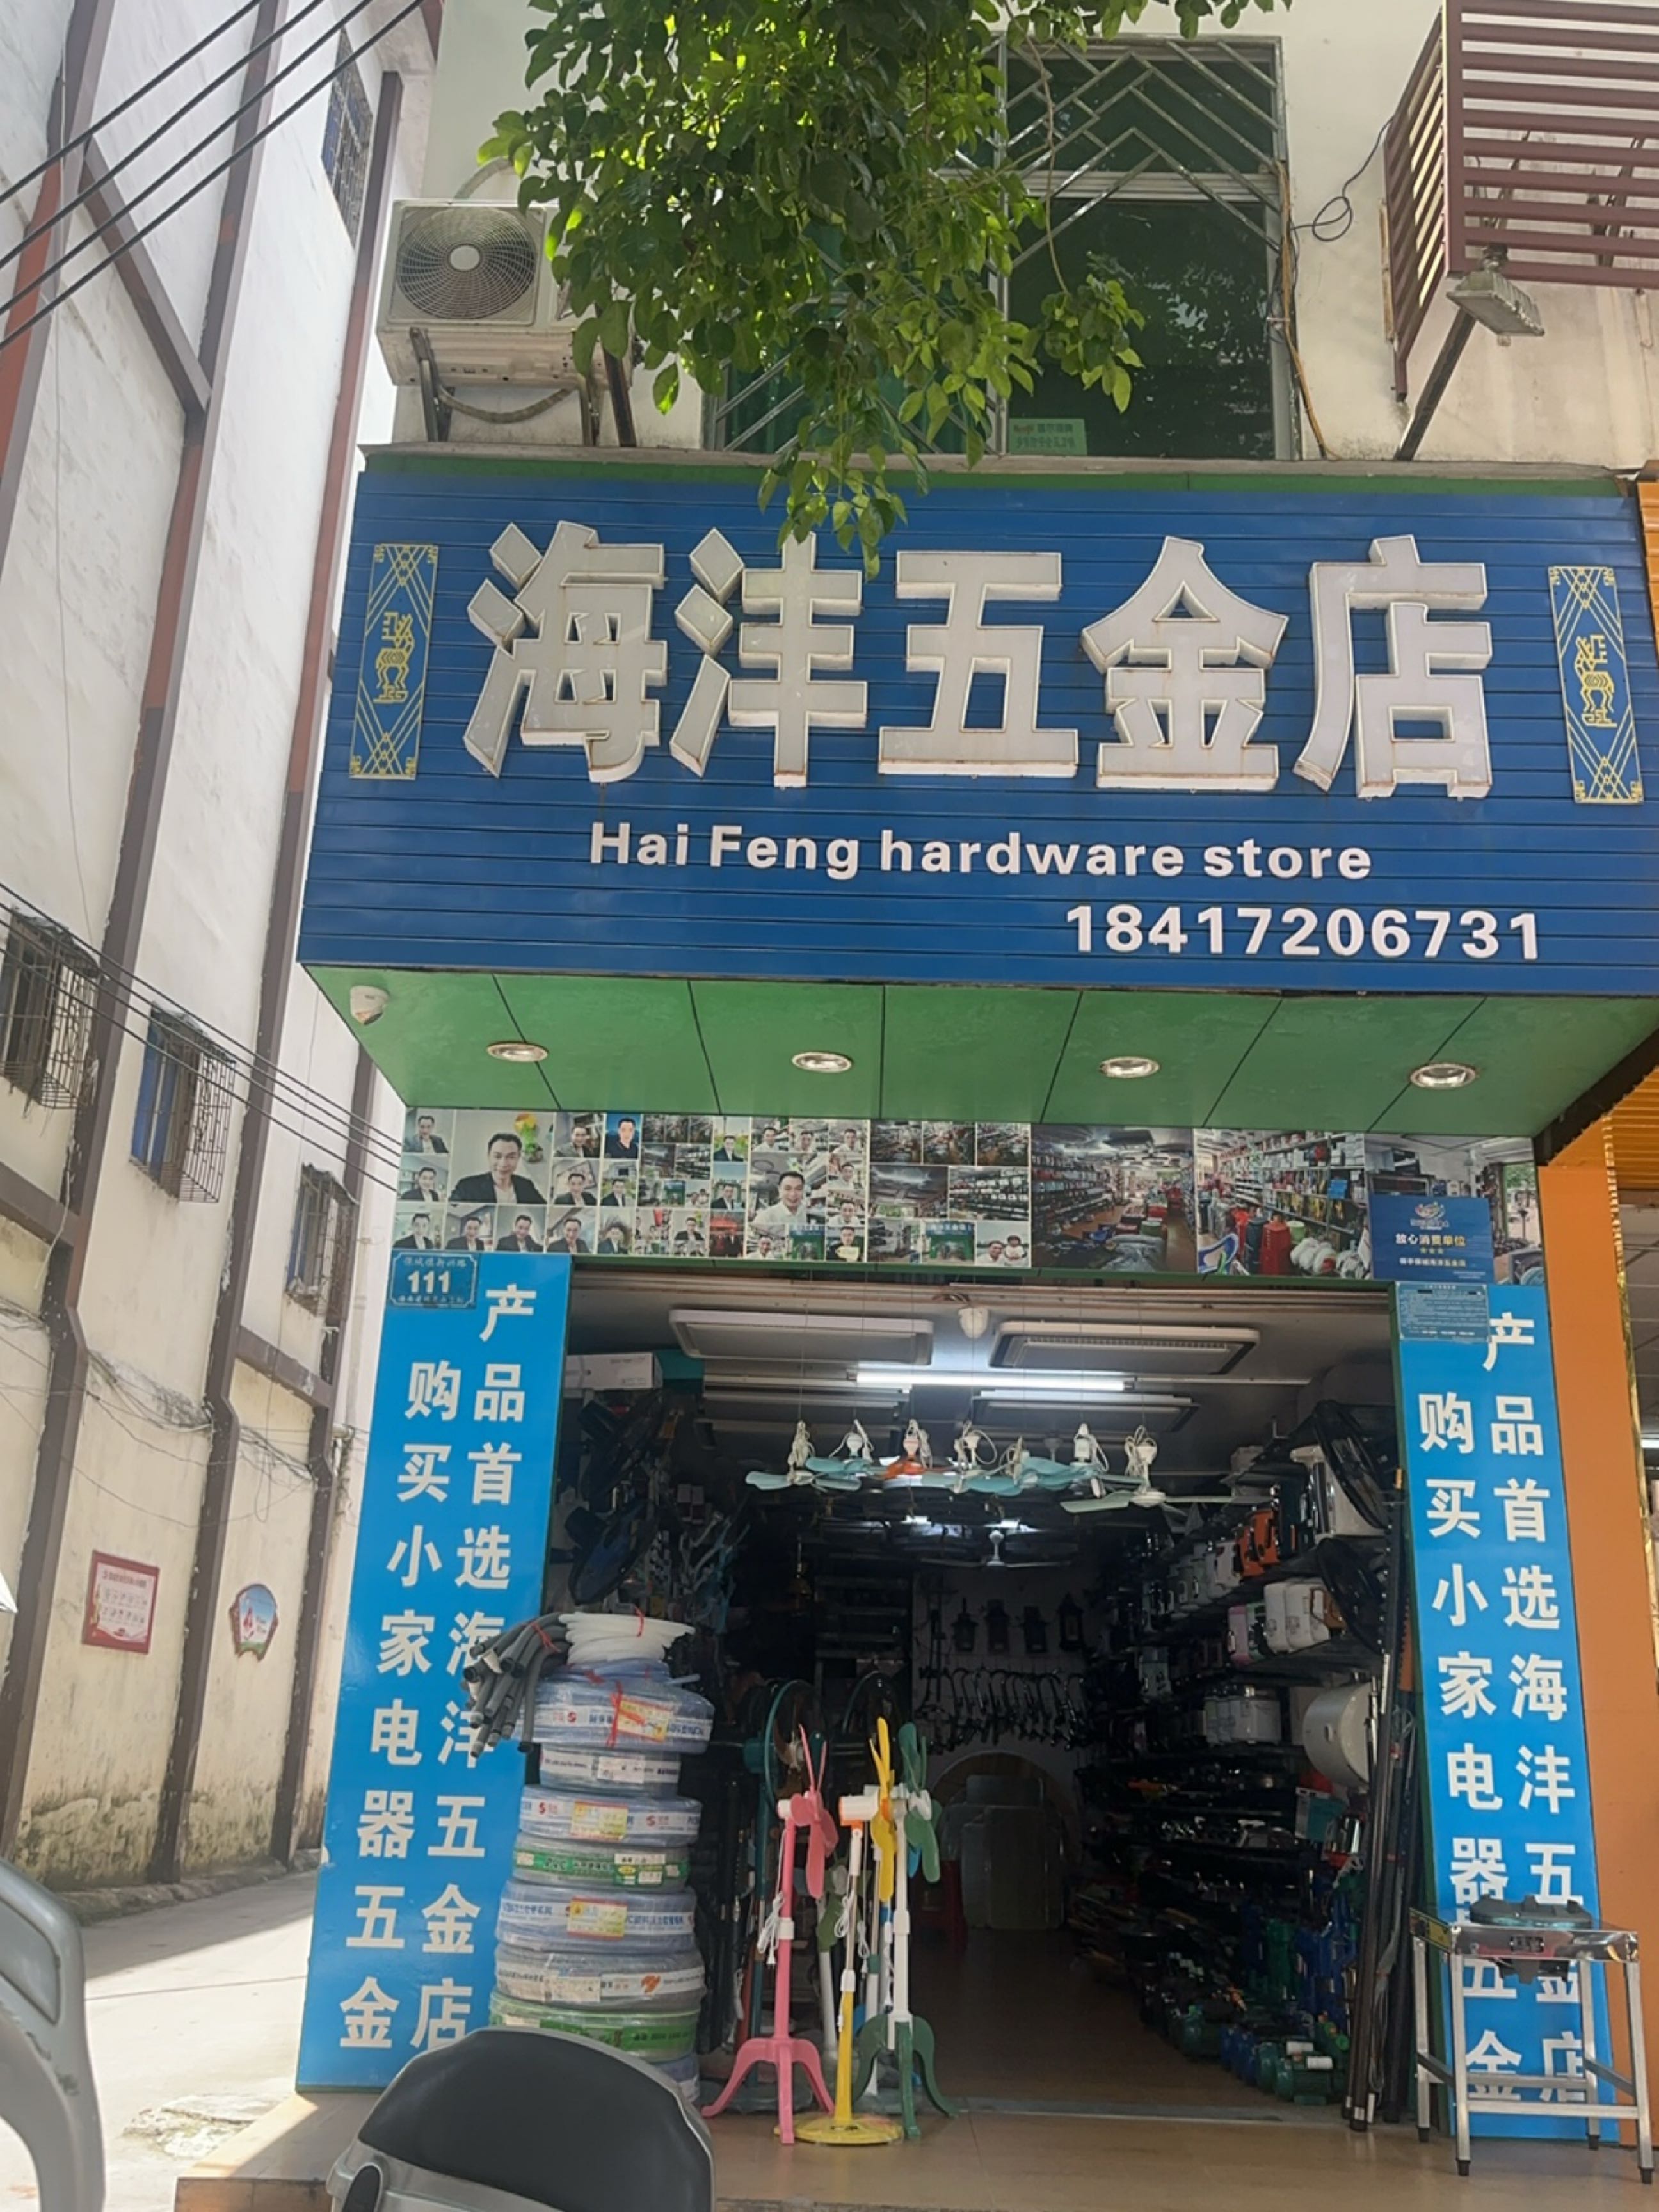 海沣五金店
Hai Feng hardware store
18417206731
放心消费单位
111
购买小家电器五金
产品首选海沣五金店
购买小家电器五金
产品首选海沣五金店